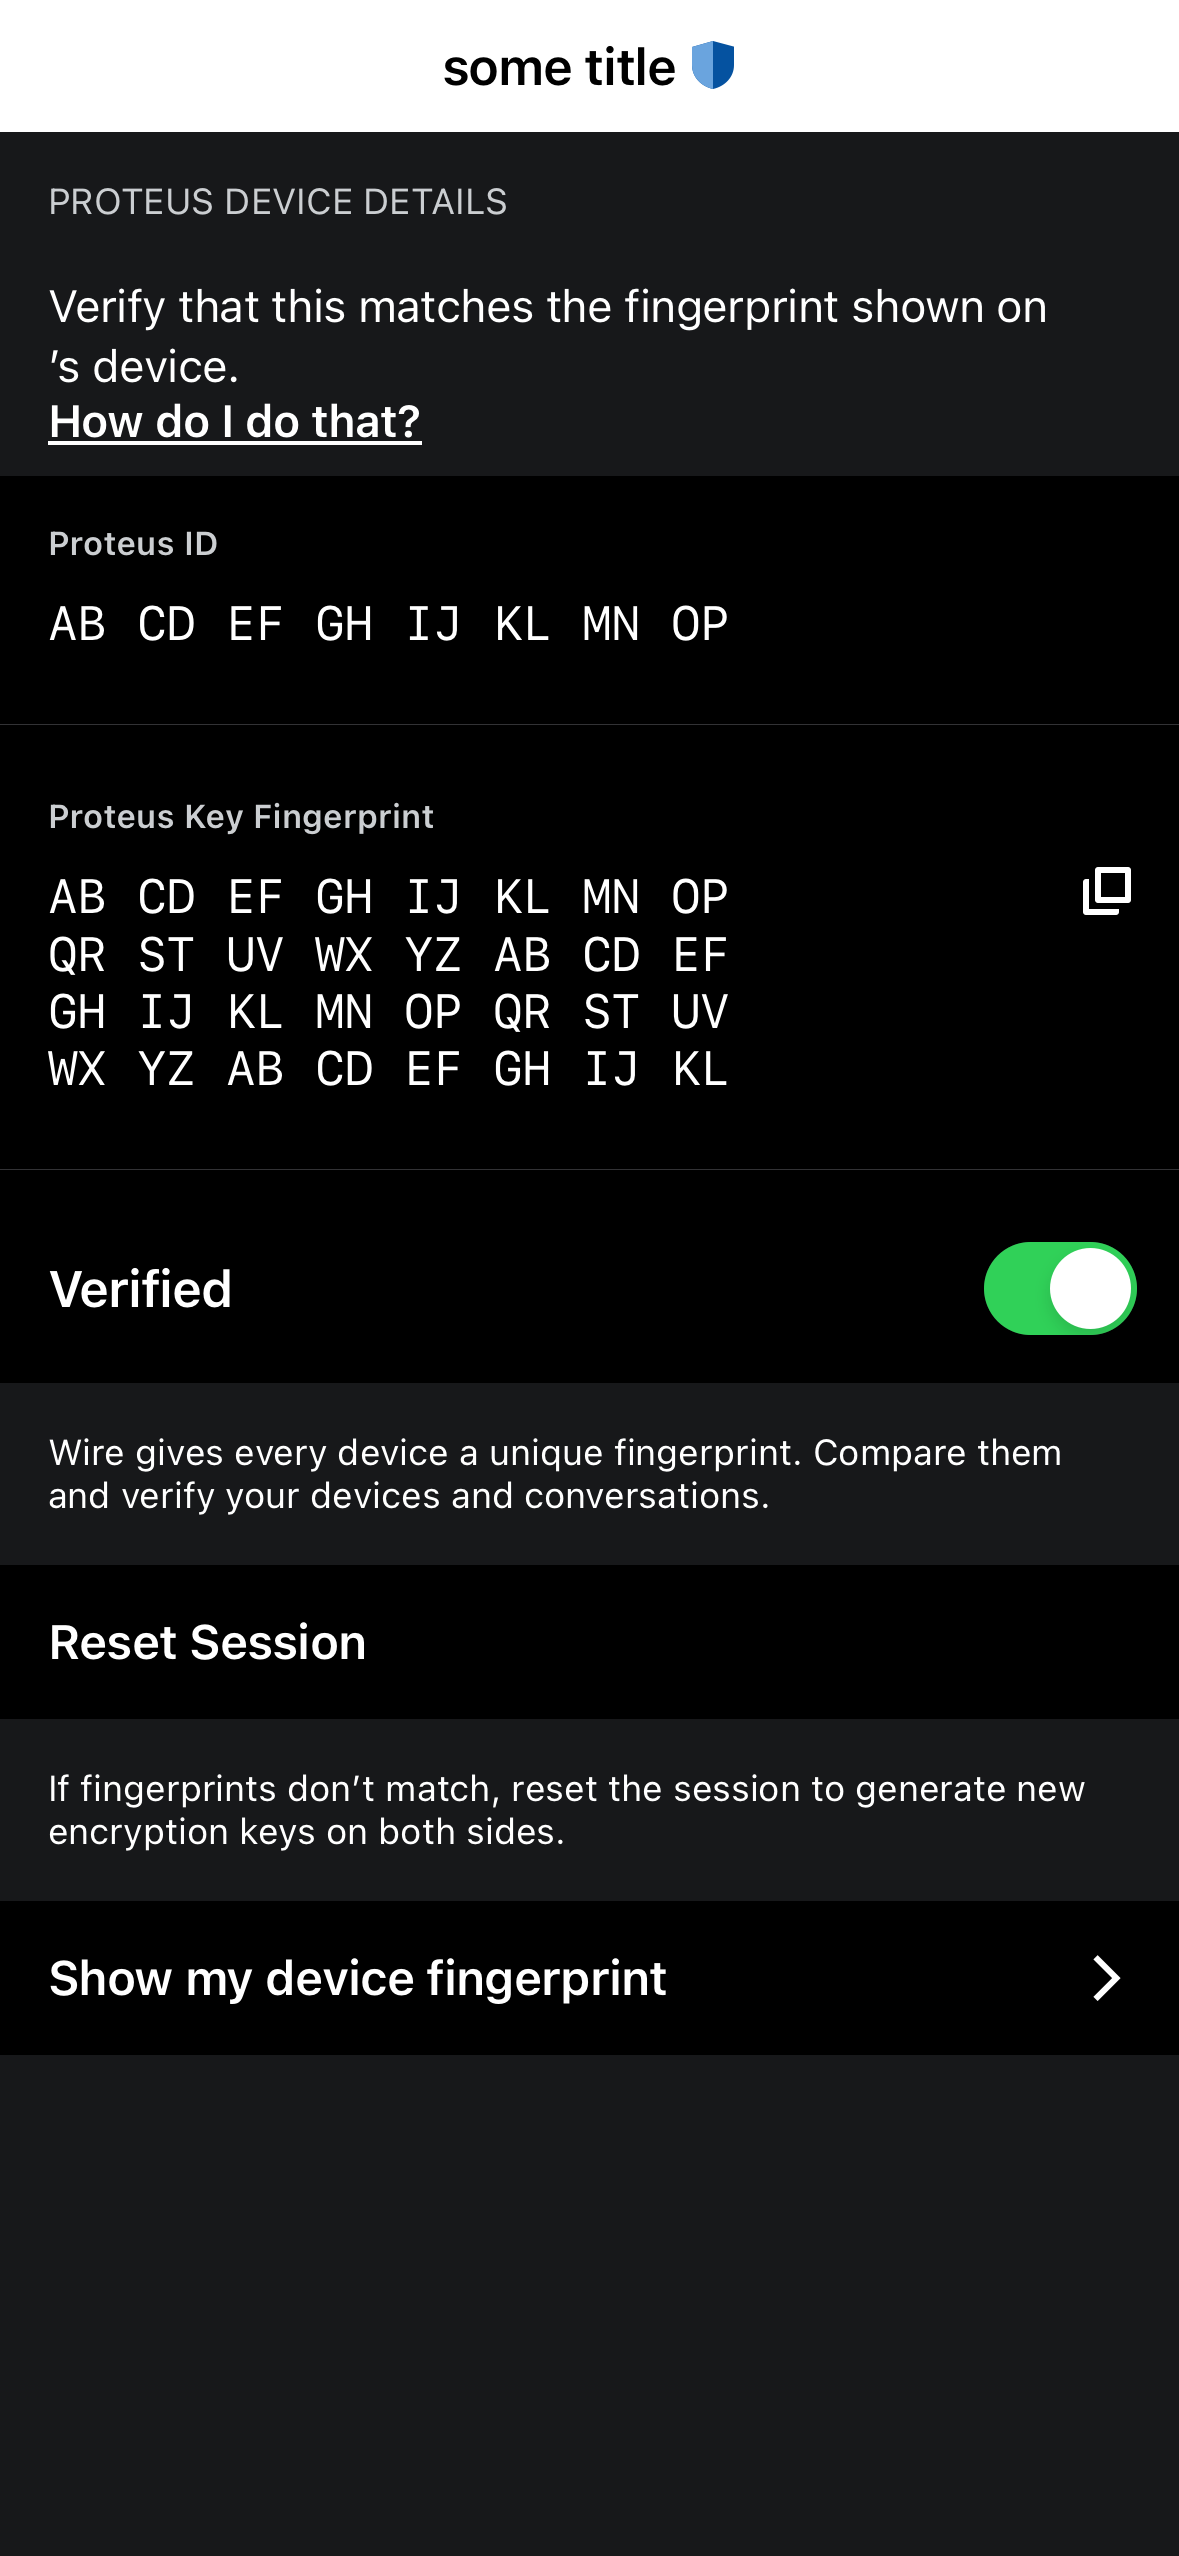 some title
PROTEUS DEVICE DETAILS
Verify that this matches the fingerprint shown on
’s device.
How do I do that?
Proteus ID
AB CD EF GH IJ KL MN OP
Proteus Key Fingerprint
AB CD EF GH IJ KL MN OP
QR ST UV WX YZ AB CD EF
GH IJ KL MN OP QR ST UV
WX YZ AB CD EF GH IJ KL
Verified
Wire gives every device a unique fingerprint. Compare them
and verify your devices and conversations.
Reset Session
If fingerprints don’t match, reset the session to generate new
encryption keys on both sides.
Show my device fingerprint